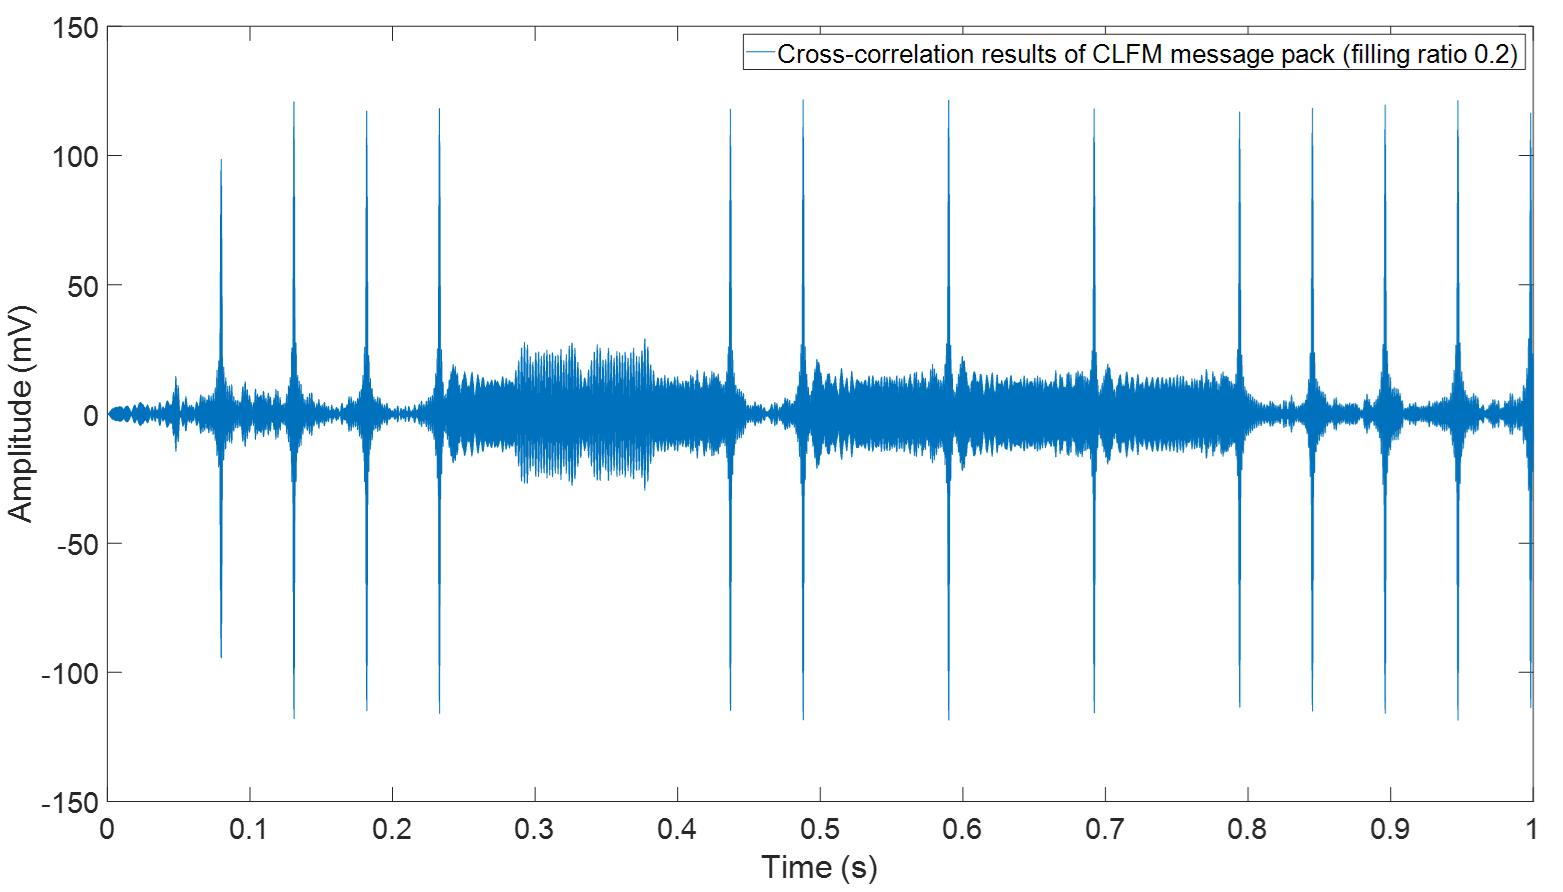 Cross-correlation results of CLFM message pack (filling ratio 0.2)
150
100
50
0
-50
-100
-150
Amplitude (mV)
0 0.1 0.2 0.3 0.4 0.5 0.6 0.7 0.8 0.9 1
Time (s)